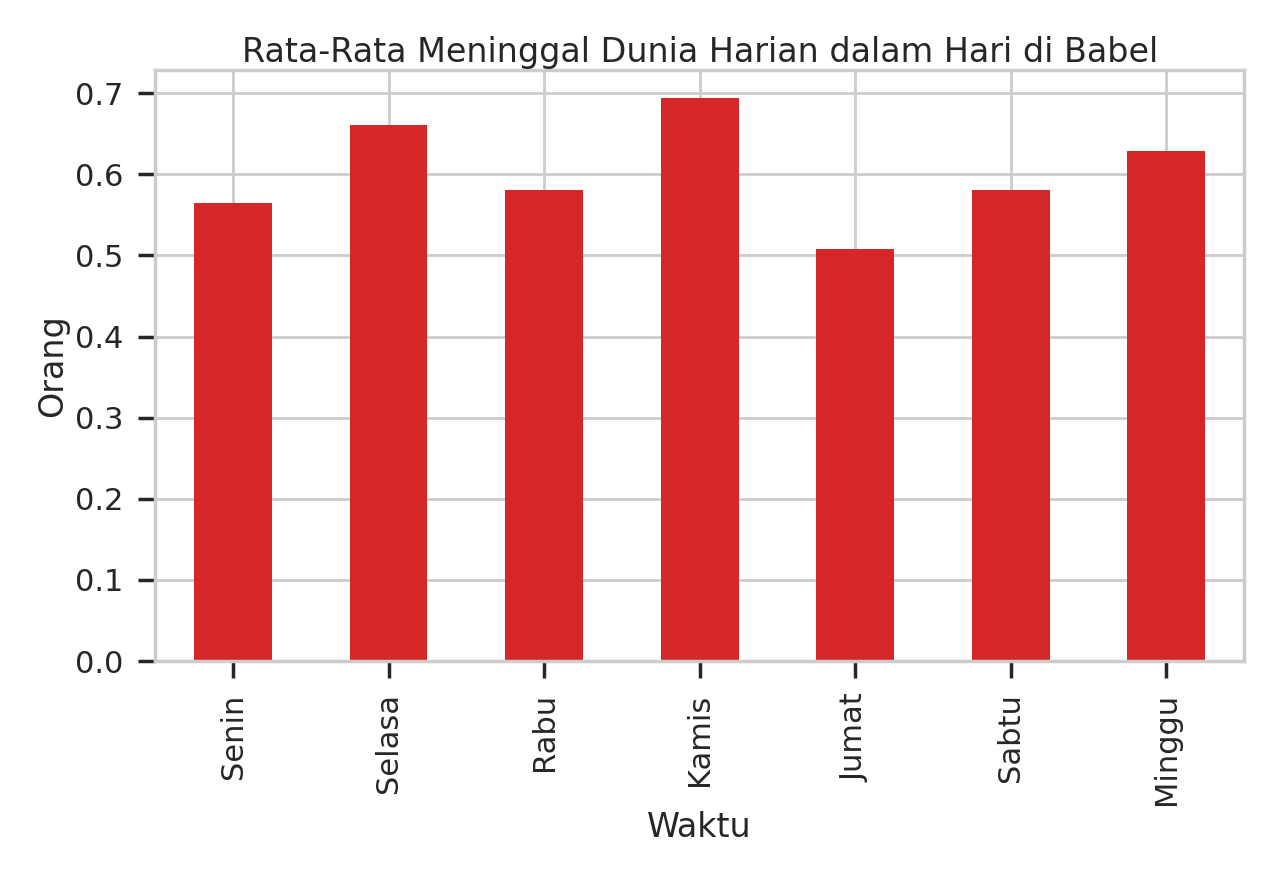 Rata-Rata Meninggal Dunia Harian dalam Hari di Babel
0.7
0.6
0.5
0.4
0.3
0.2
0.1
0.0
Orang
Senin
Selasa
Rabu
Kamis
Jumat
Sabtu
Minggu
Waktu